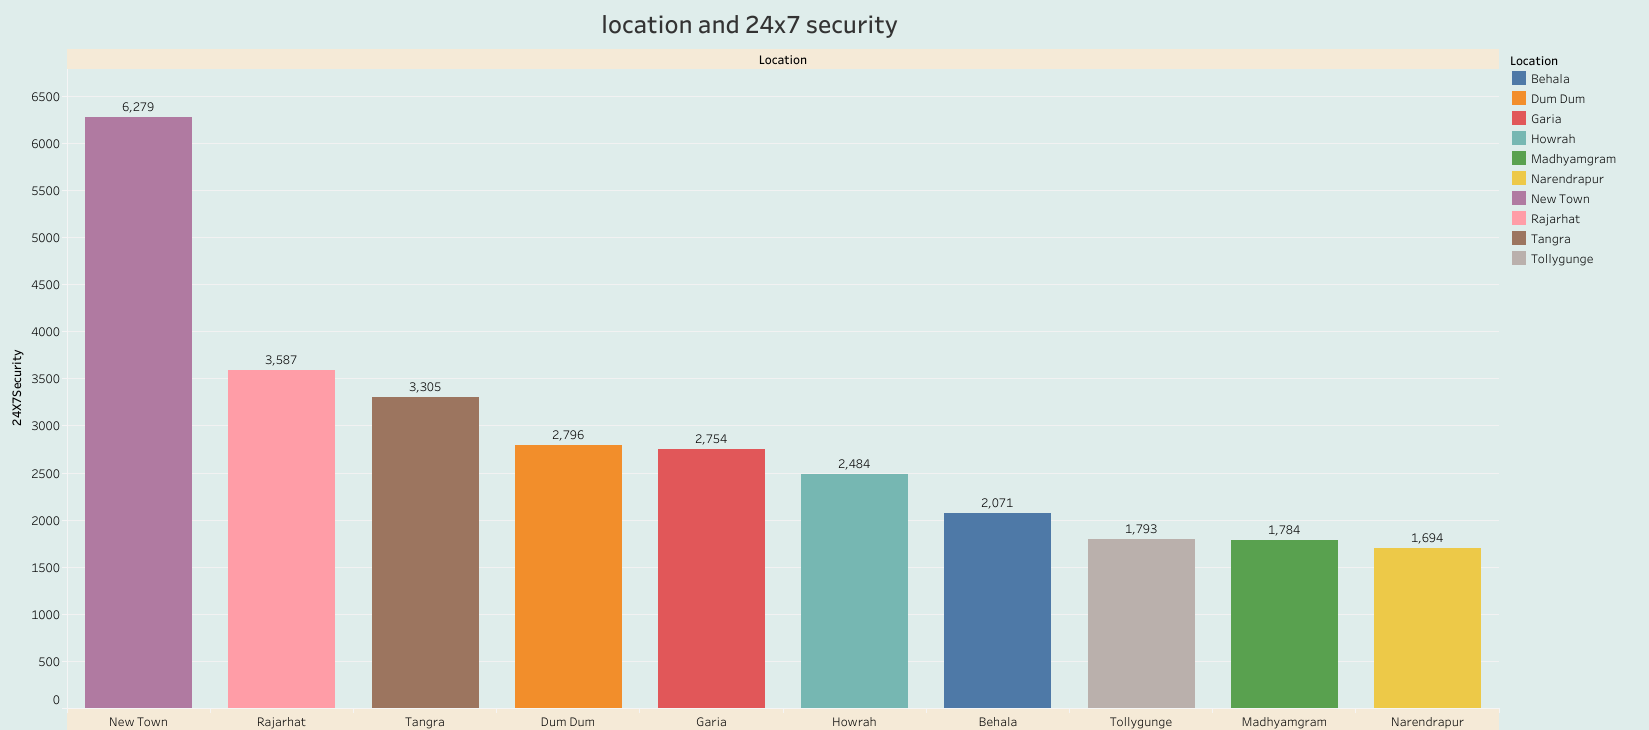 location and 24x7 security
Location
24X7Security
6500
6000
5500
5000
4500
4000
3500
3000
2500
2000
1500
1000
500
0
6,279
3,587
3,305
2,796
2,754
2,484
2,071
1,793
1,784
1,694
New Town
Rajarhat
Tangra
Dum Dum
Garia
Howrah
Behala
Tollygunge
Madhyamgram
Narendrapur
Location
Behala
Dum Dum
Garia
Howrah
Madhyamgram
Narendrapur
New Town
Rajarhat
Tangra
Tollygunge